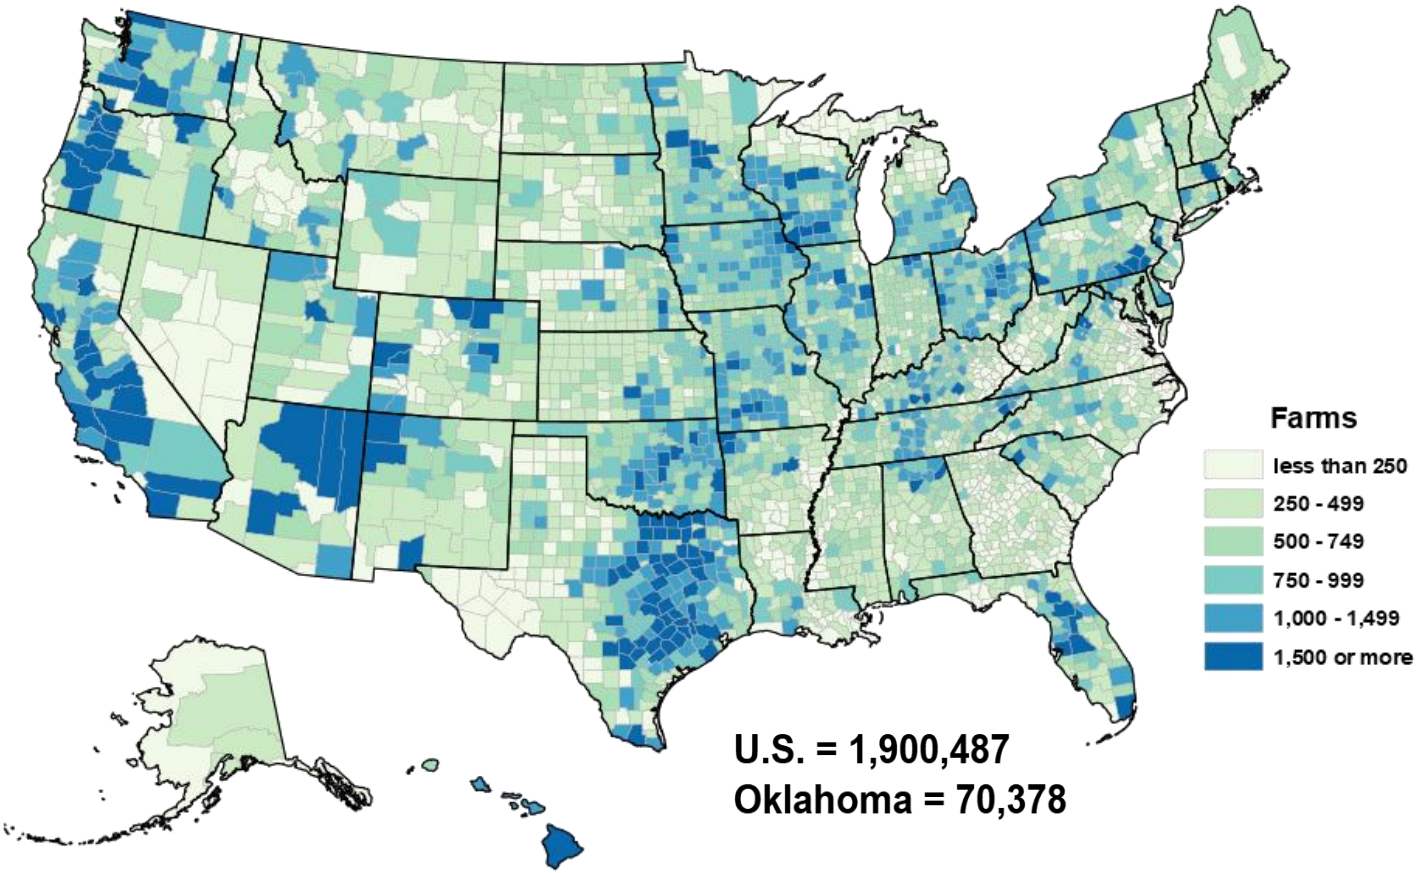 Farms
less than 250
250 - 499
500 - 749
750 - 999
1,000 - 1,499
1,500 or more
U.S. = 1,900,487
Oklahoma = 70,378